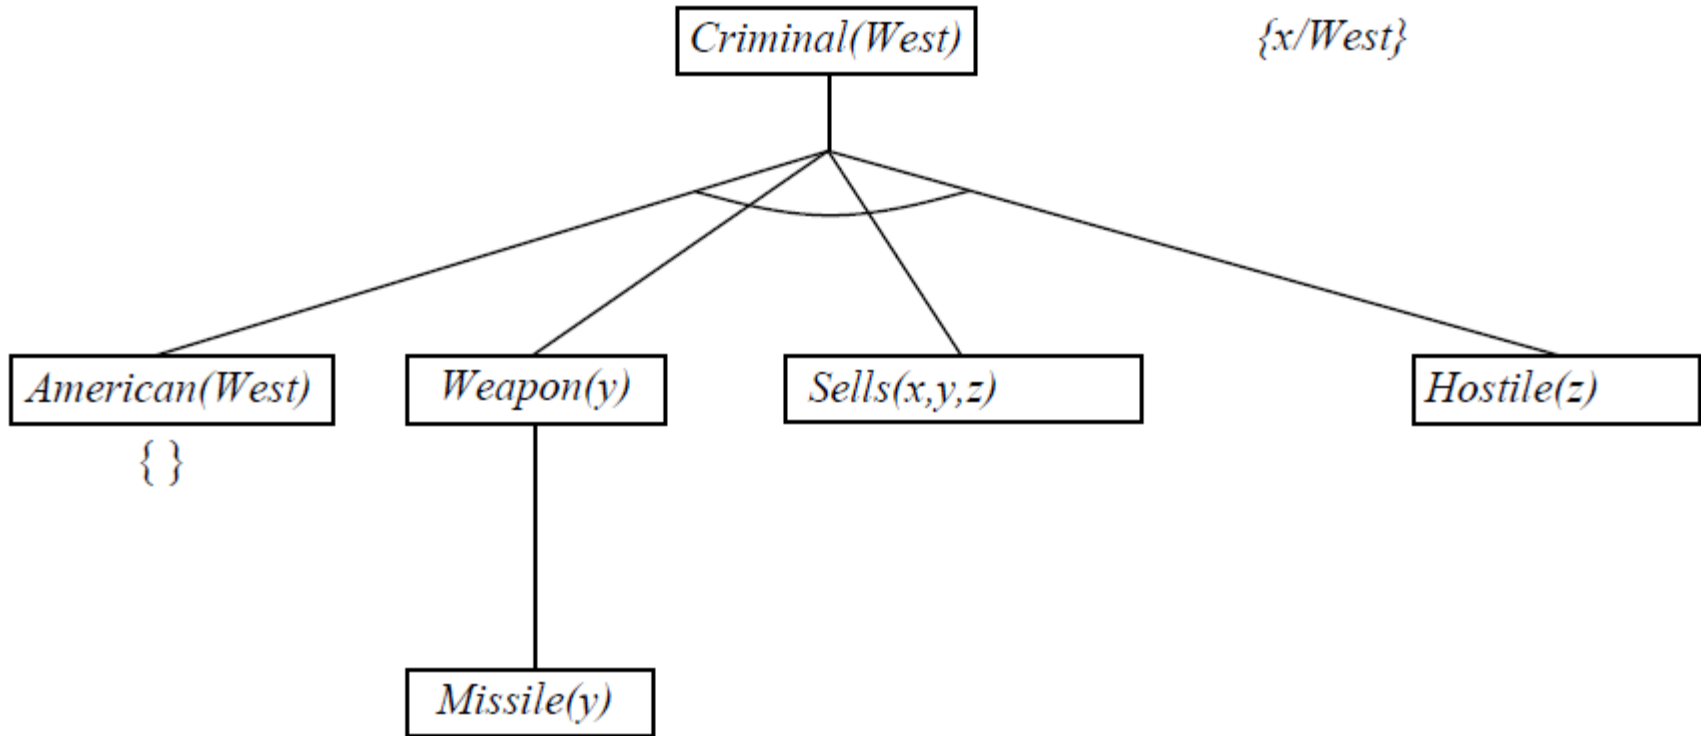 Criminal(West)
{x/West}
American(West)
Weapon(y)
Sells(x,y,z)
Hostile(z)
{ }
Missile(y)